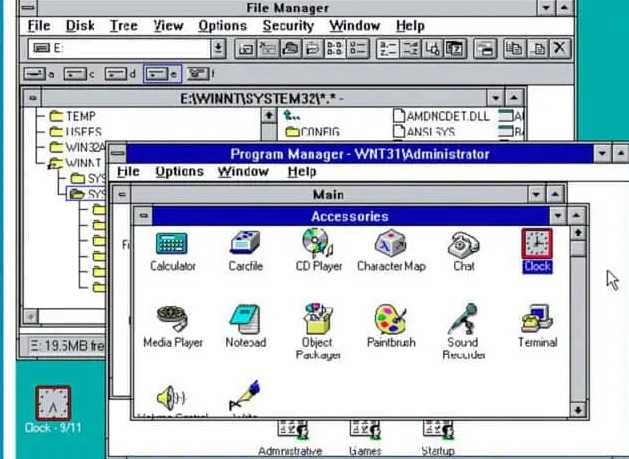 File Manager
File Disk Tree View Options Security Window Help
E:
a c d e f
E:\WINNT\SYSTEM32\*.* -
TEMP
USERS
CONFIG
WIN32A
WINNT
SYS
SYS
AMDNCDET.DLL
ANSI.SYS
Program Manager - WNT31\Administrator
File Options Window Help
Main
Accessories
Calculator Cardfile CD Player Character Map Chat Clock
Media Player Notepad Object Packager Paintbrush Sound Recorder Terminal
E: 19.5MB fre
Clock - 9/11
Administrative Games Startup